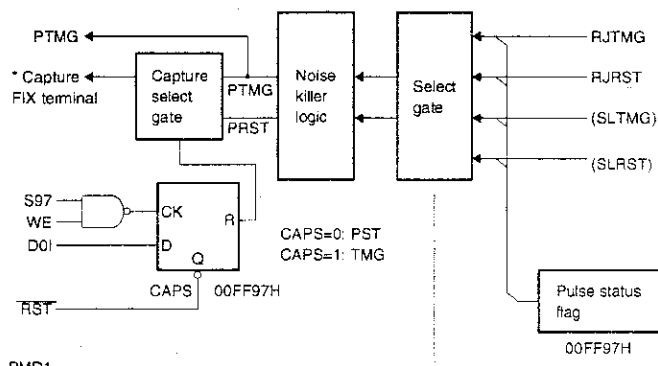 PTMG
RJTMG
* Capture
FIX terminal
Capture
select
gate
PTMG
PRST
Noise
killer
logic
Select
gate
RJRST
(SLTMG)
(SLRST)
S97
WE
D0I
CK
D
R
Q
CAPS
00FF97H
RST
CAPS=0: PST
CAPS=1: TMG
Pulse status
flag
00FF97H